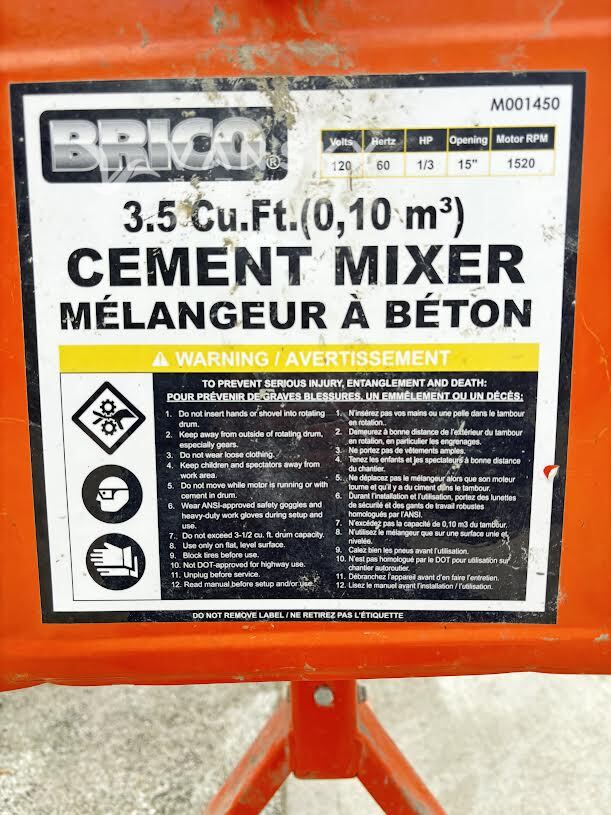 M001450
BRICO®
Volts Hertz HP Opening Motor RPM
120 60 1/3 15" 1520
3.5 Cu.Ft.(0,10 m³)
CEMENT MIXER
MÉLANGEUR À BÉTON
WARNING / AVERTISSEMENT
TO PREVENT SERIOUS INJURY, ENTANGLEMENT AND DEATH:
POUR PRÉVENIR DE GRAVES BLESSURES, UN EMMÊLEMENT OU UN DÉCÈS:
1. Do not insert hands or shovel into rotating
drum.
2. Keep away from outside of rotating drum,
especially gears.
3. Do not wear loose clothing.
4. Keep children and spectators away from
work area.
5. Do not move while motor is running or with
cement in drum.
6. Wear ANSI-approved safety goggles and
heavy-duty work gloves during setup and
use.
7. Do not exceed 3-1/2 cu. ft. drum capacity.
8. Use only on flat, level surface.
9. Block tires before use.
10. Not DOT-approved for highway use.
11. Unplug before service.
12. Read manual before setup and/or use.
1. N'insérez pas vos mains ou une pelle dans le tambour
en rotation.
2. Demeurez à bonne distance de l'extérieur du tambour
en rotation, en particulier les engrenages.
3. Ne portez pas de vêtements amples.
4. Tenez les enfants et les spectateurs à bonne distance
du chantier.
5. Ne déplacez pas le mélangeur alors que son moteur
tourne et qu'il y a du ciment dans le tambour.
6. Durant l'installation et l'utilisation, portez des lunettes
de sécurité et des gants de travail robustes
homologués par l'ANSI.
7. N'excédez pas la capacité de 0,10 m3 du tambour.
8. N'utilisez le mélangeur que sur une surface unie et
nivelée.
9. Calez bien les pneus avant l'utilisation.
10. N'est pas homologué par le DOT pour utilisation sur
chantier autoroutier.
11. Débranchez l'appareil avant d'en faire l'entretien.
12. Lisez le manuel avant l'installation / l'utilisation.
DO NOT REMOVE LABEL / NE RETIREZ PAS L'ÉTIQUETTE